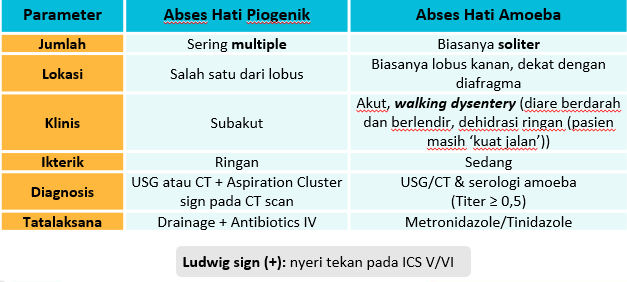 Parameter Abses Hati Piogenik Abses Hati Amoeba
Jumlah Sering multiple Biasanya soliter
Lokasi Salah satu dari lobus Biasanya lobus kanan, dekat dengan
diafragma
Klinis Subakut Akut, walking dysentery (diare berdarah
dan berlendir, dehidrasi ringan (pasien
masih ‘kuat jalan’))
Ikterik Ringan Sedang
Diagnosis USG atau CT + Aspiration Cluster
sign pada CT scan
USG/CT & serologi amoeba
(Titer ≥ 0,5)
Tatalaksana Drainage + Antibiotics IV Metronidazole/Tinidazole
Ludwig sign (+): nyeri tekan pada ICS V/VI